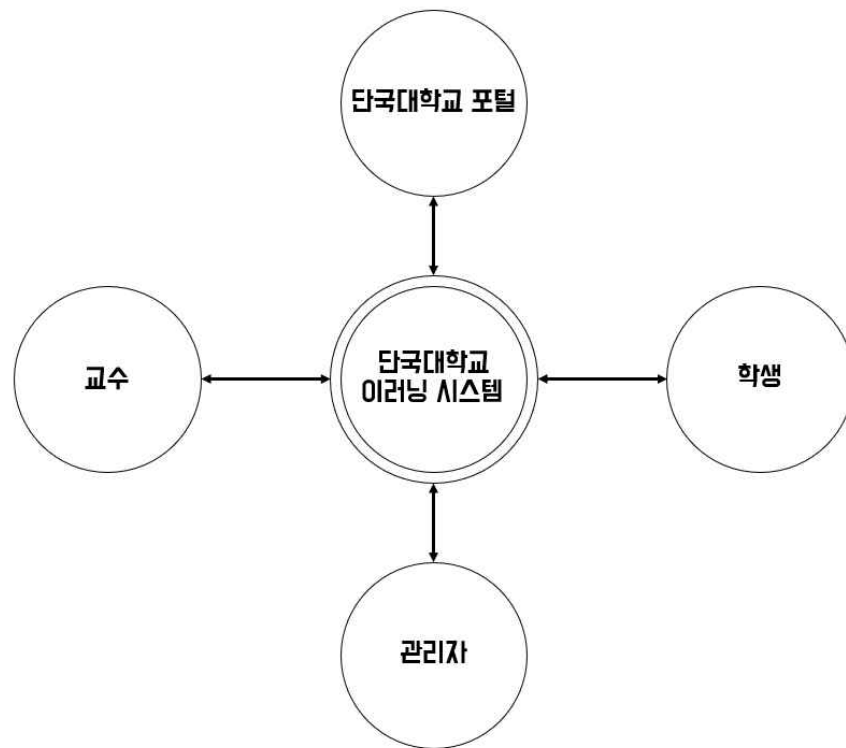 단국대학교 포털
교수
단국대학교
이러닝 시스템
학생
관리자